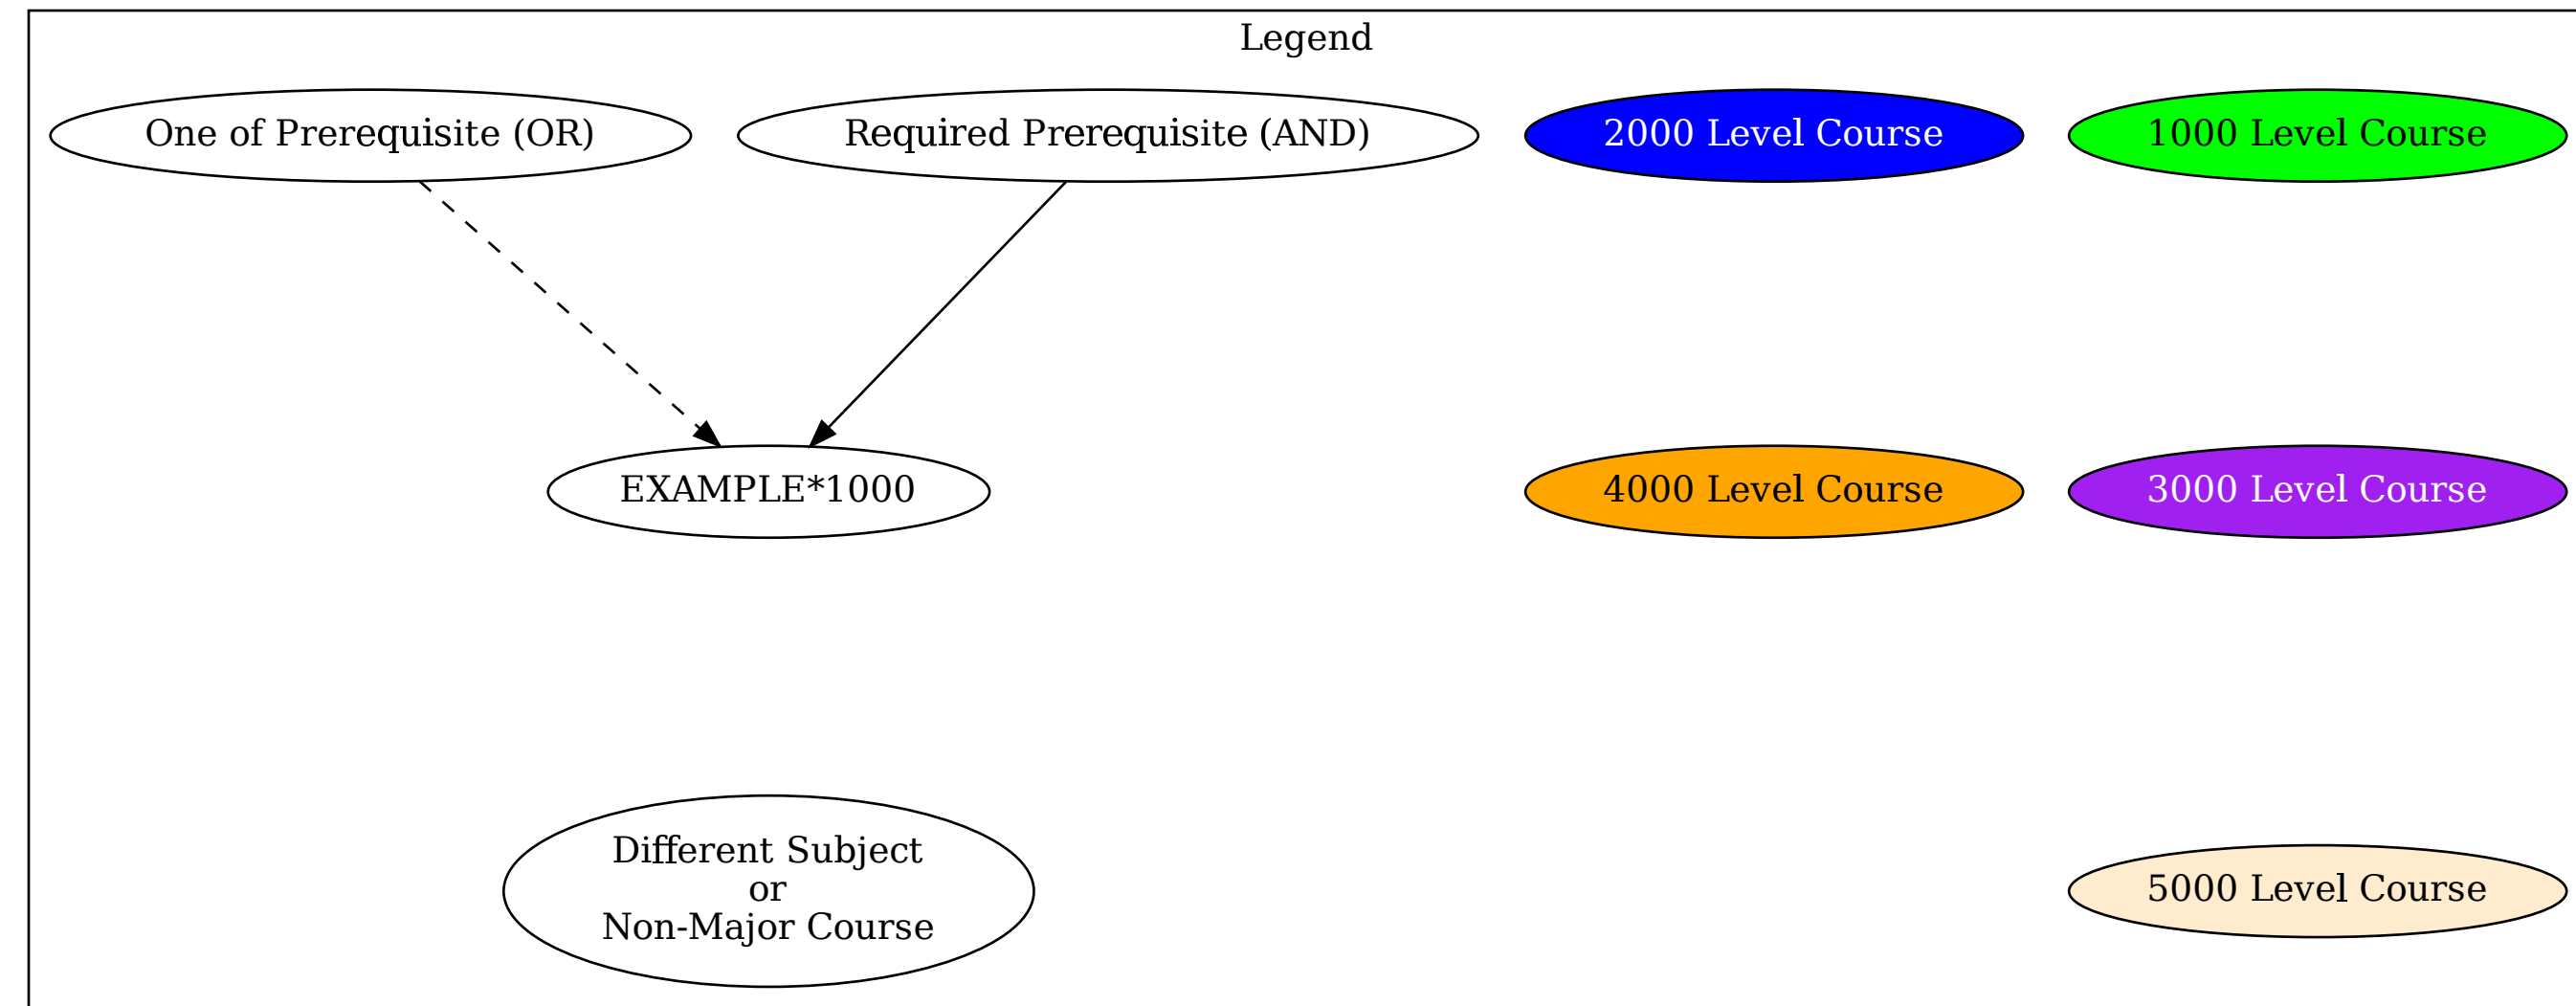 Legend
One of Prerequisite (OR)
Required Prerequisite (AND)
2000 Level Course
1000 Level Course
EXAMPLE*1000
4000 Level Course
3000 Level Course
Different Subject
or
Non-Major Course
5000 Level Course